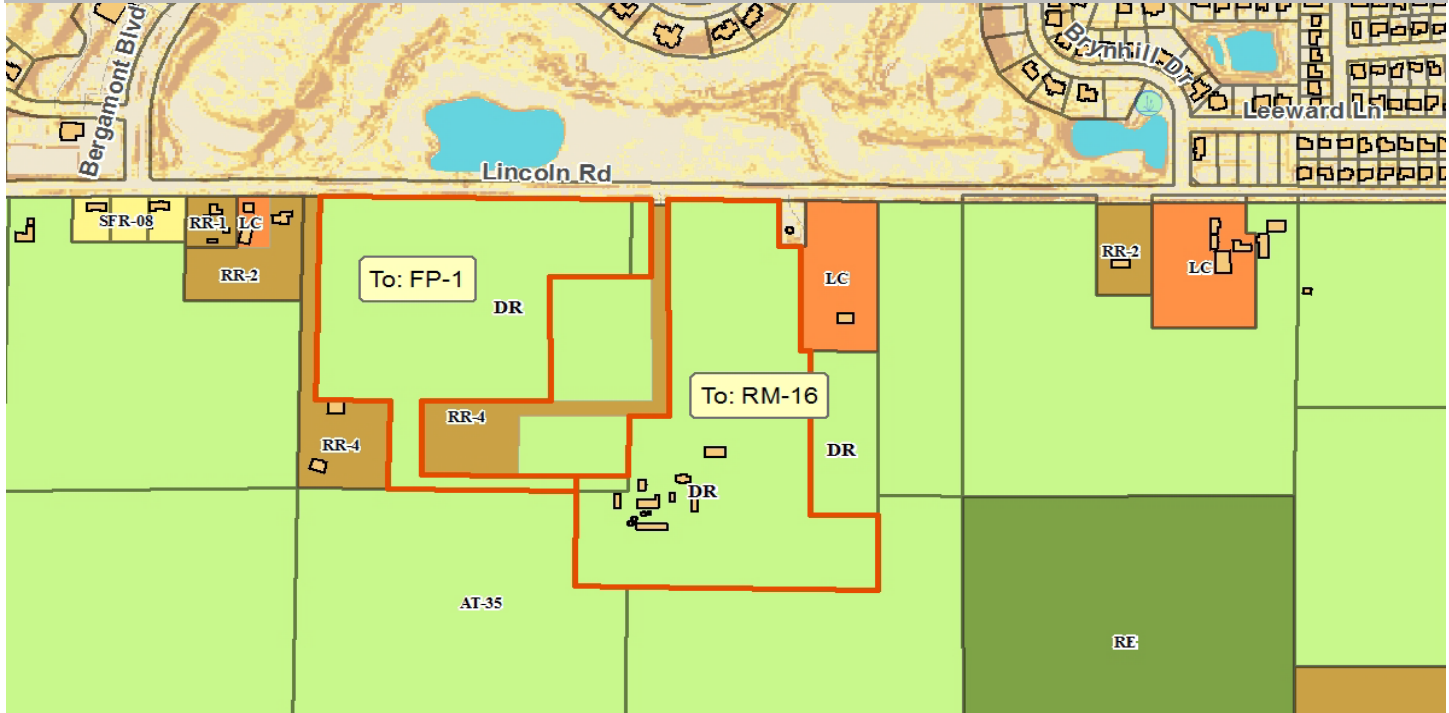 Bergamont Blvd
Brynhill Dr
Leeward Ln
Lincoln Rd
SFR-08
RR-1
LC
RR-2
To: FP-1
DR
LC
RR-2
LC
To: RM-16
RR-4
RR-4
DR
DR
AT-35
RE